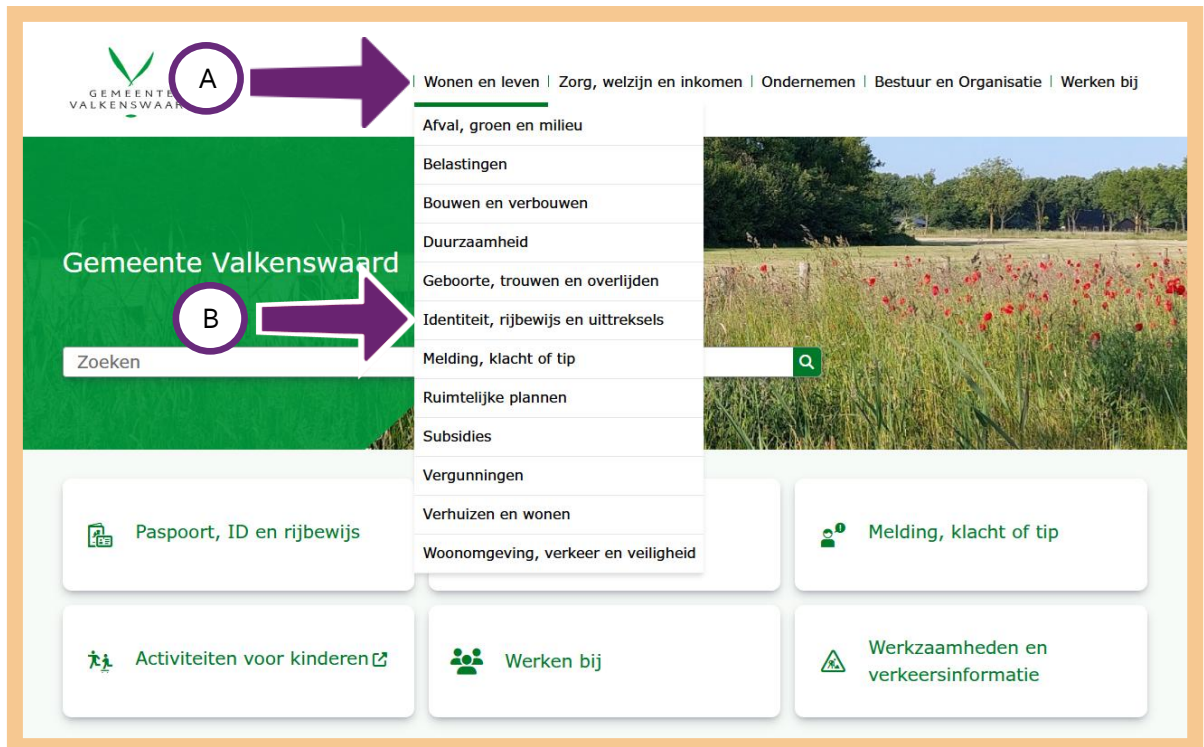 GEMEENTE
VALKENSWAARD
A
Wonen en leven
Zorg, welzijn en inkomen
Ondernemen
Bestuur en Organisatie
Werken bij
Afval, groen en milieu
Belastingen
Bouwen en verbouwen
Duurzaamheid
Geboorte, trouwen en overlijden
Identiteit, rijbewijs en uittreksels
Melding, klacht of tip
Ruimtelijke plannen
Subsidies
Vergunningen
Verhuizen en wonen
Woonomgeving, verkeer en veiligheid
Gemeente Valkenswaard
B
Zoeken
Paspoort, ID en rijbewijs
Melding, klacht of tip
Activiteiten voor kinderen
Werken bij
Werkzaamheden en
verkeersinformatie